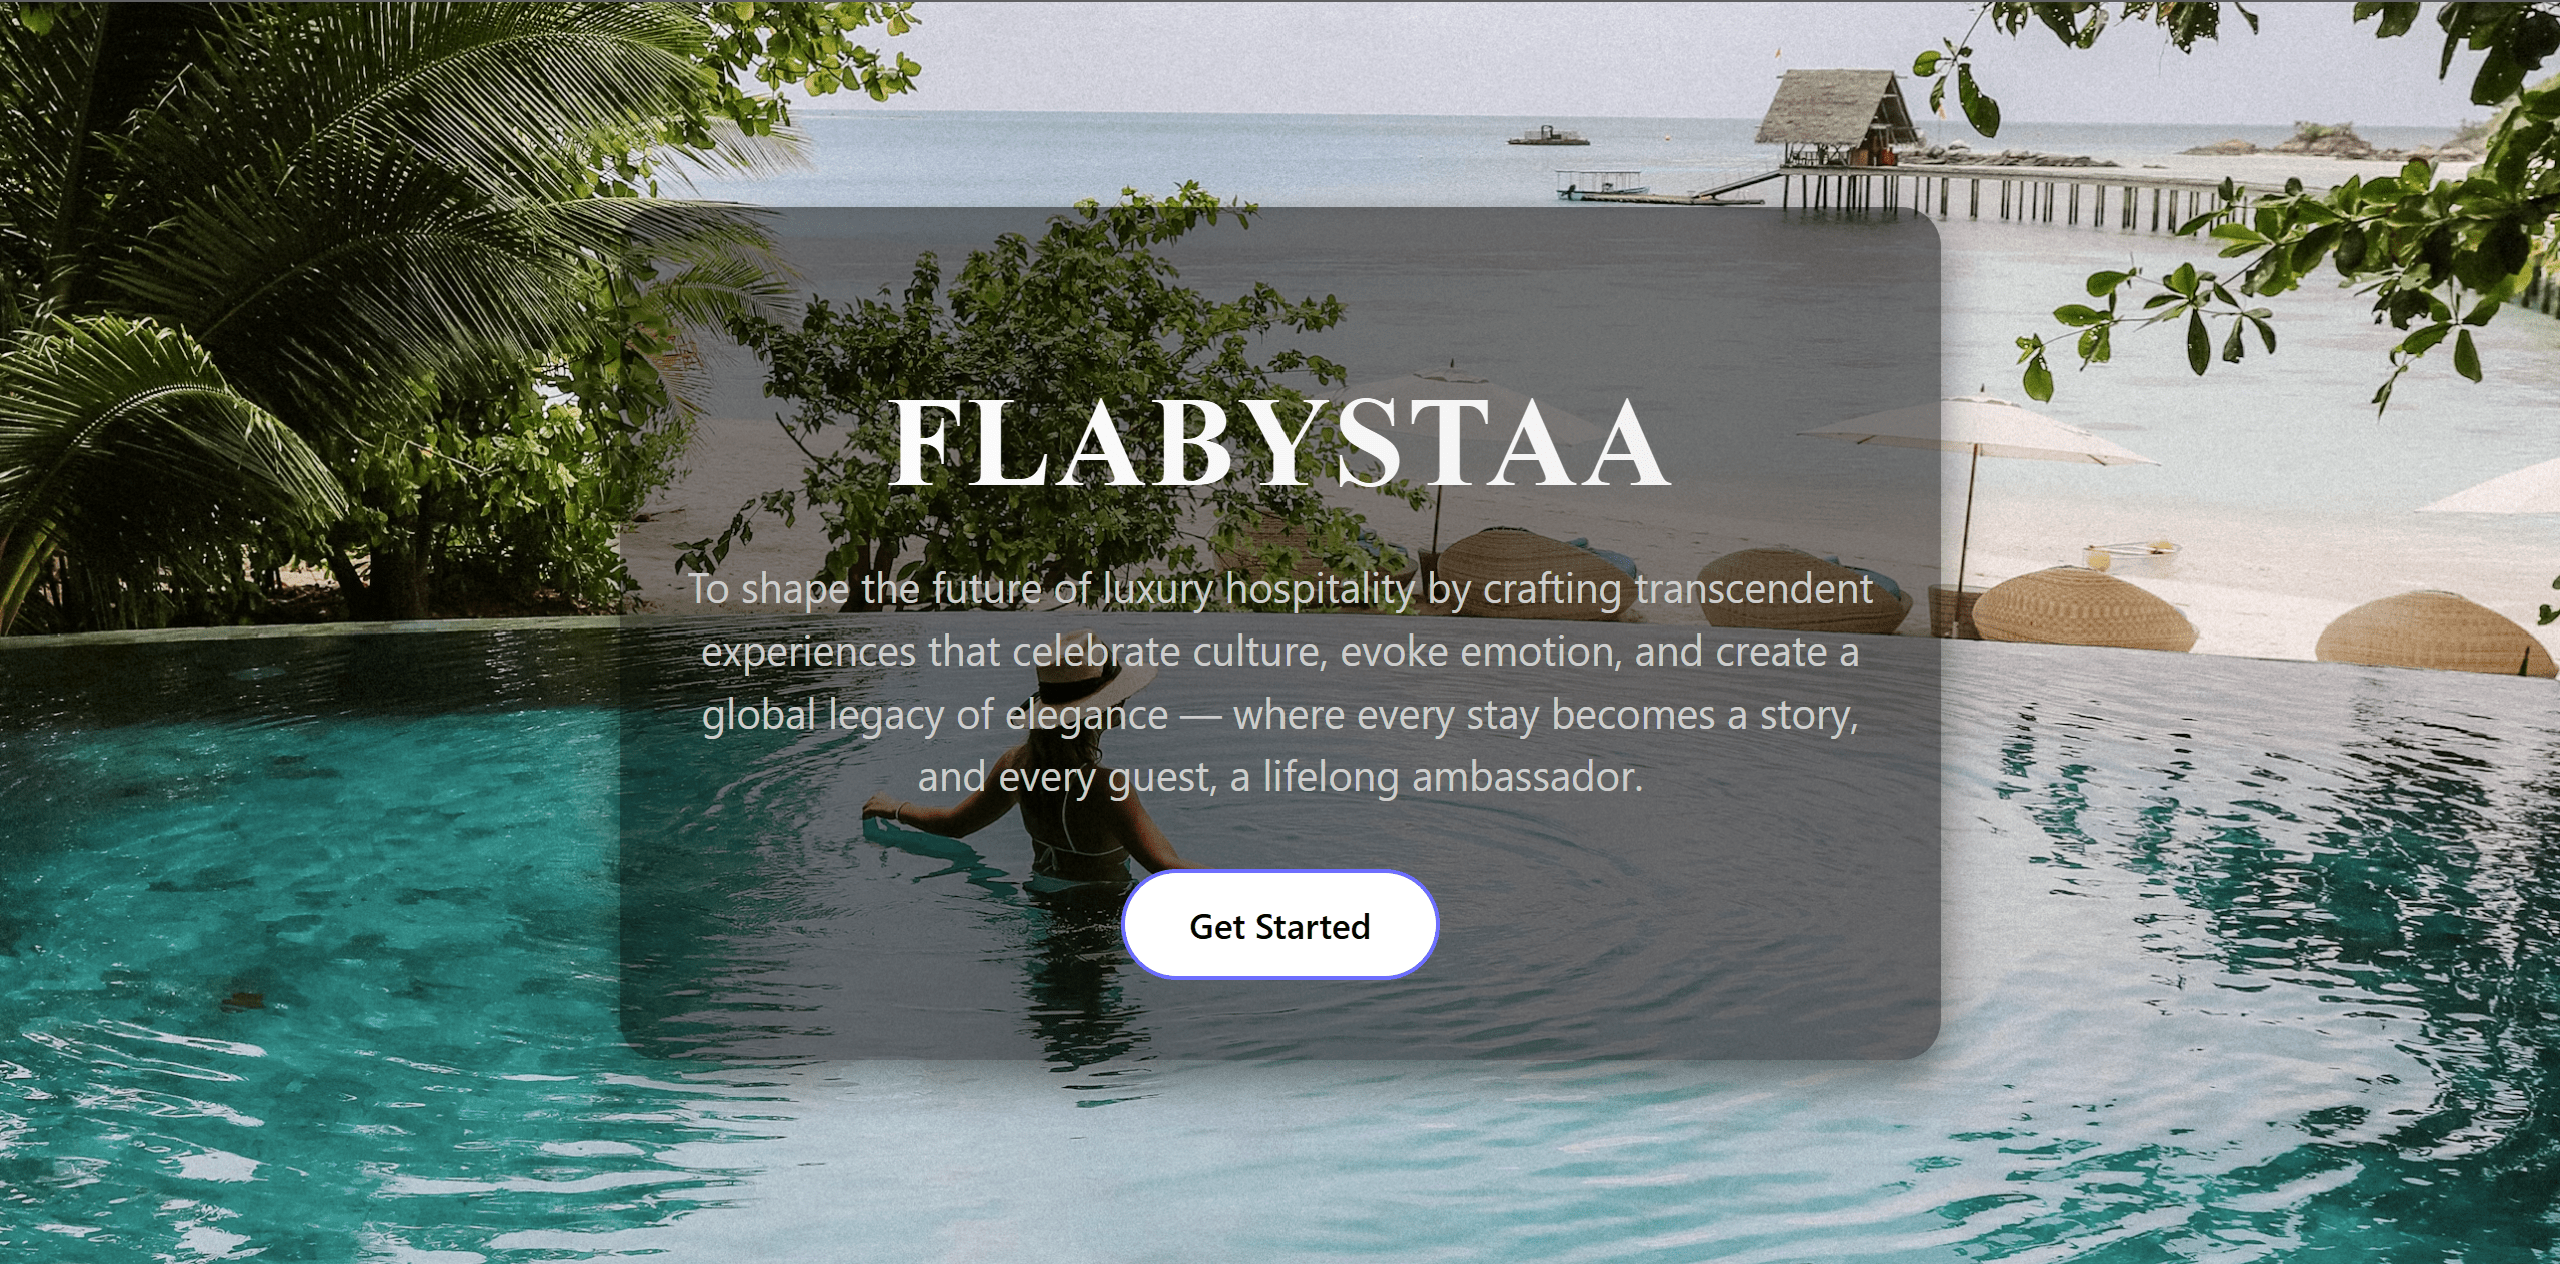 FLABYSTAA
To shape the future of luxury hospitality by crafting transcendent
experiences that celebrate culture, evoke emotion, and create a
global legacy of elegance — where every stay becomes a story,
and every guest, a lifelong ambassador.
Get Started